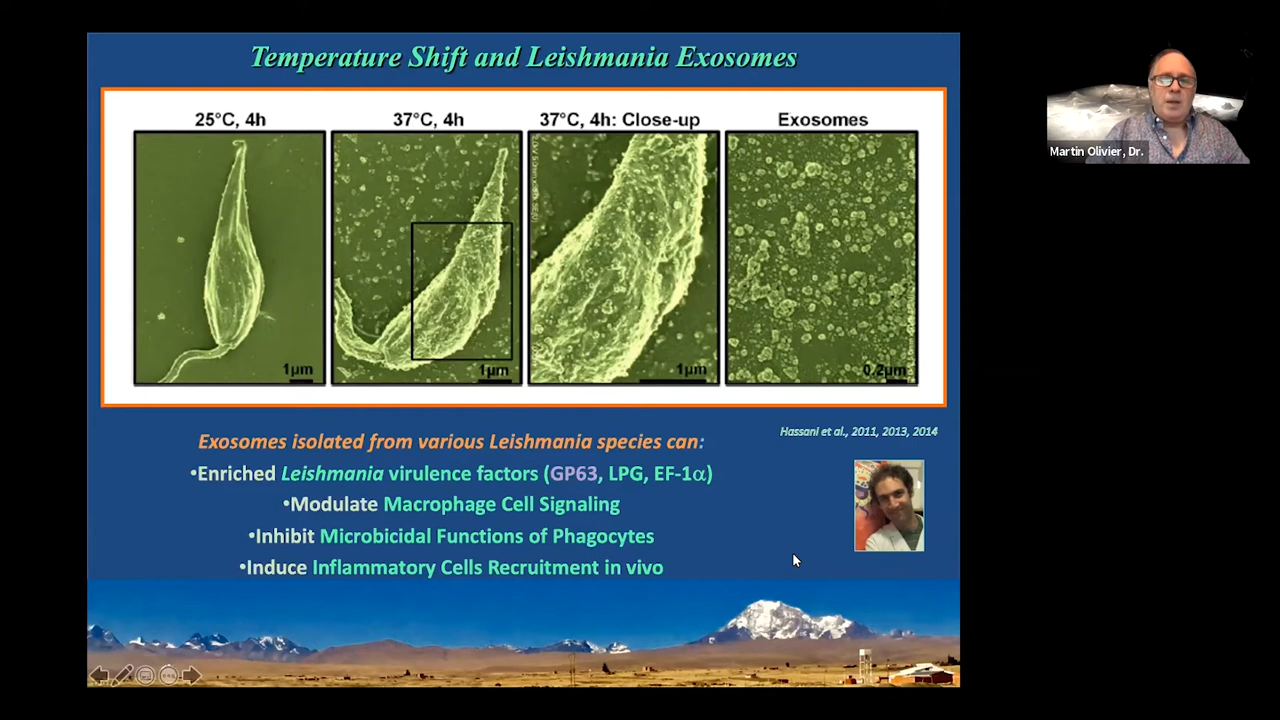 Temperature Shift and Leishmania Exosomes
25°C, 4h
37°C, 4h
37°C, 4h: Close-up
Exosomes
1µm
1µm
1µm
0.2µm
Hassani et al., 2011, 2013, 2014
Exosomes isolated from various Leishmania species can:
•Enriched Leishmania virulence factors (GP63, LPG, EF-1α)
•Modulate Macrophage Cell Signaling
•Inhibit Microbicidal Functions of Phagocytes
•Induce Inflammatory Cells Recruitment in vivo
Martin Olivier, Dr.